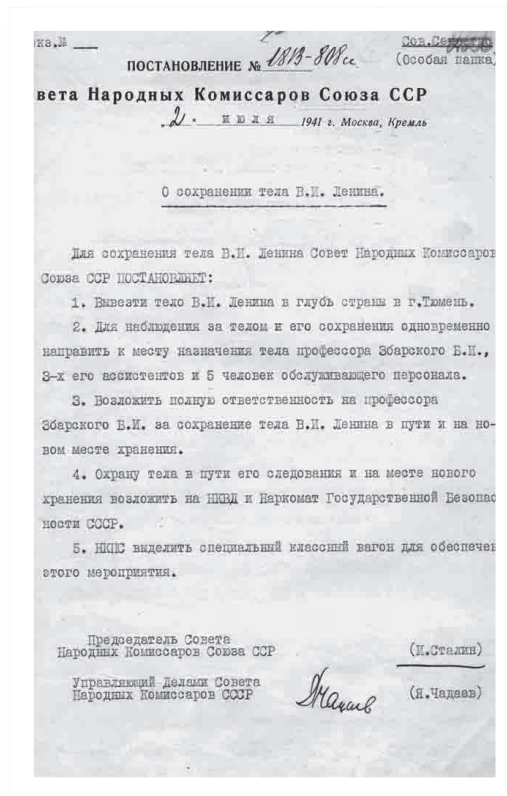 кз.№
Сов.Секретно
(Особая папка)
ПОСТАНОВЛЕНИЕ № 1813-808сс
вета Народных Комиссаров Союза ССР
2. июля 1941 г. Москва, Кремль
О сохранении тела В.И. Ленина.
Для сохранения тела В.И. Ленина Совет Народных Комиссаров
Союза ССР ПОСТАНОВЛЯЕТ:
1. Вывезти тело В.И. Ленина в глубь страны в г.Тюмень.
2. Для наблюдения за телом и его сохранения одновременно
направить к месту назначения тела профессора Збарского Б.И.,
3-х его ассистентов и 5 человек обслуживающего персонала.
3. Возложить полную ответственность на профессора
Збарского Б.И. за сохранение тела В.И. Ленина в пути и на но-
вом месте хранения.
4. Охрану тела в пути его следования и на месте нового
хранения возложить на НКВД и Наркомат Государственной Безопас
ности СССР.
5. НКПС выделить специальный классный вагон для обеспечен
этого мероприятия.
Председатель Совета
Народных Комиссаров Союза ССР (И.Сталин)
Управляющий Делами Совета
Народных Комиссаров СССР Чадаев (Я.Чадаев)